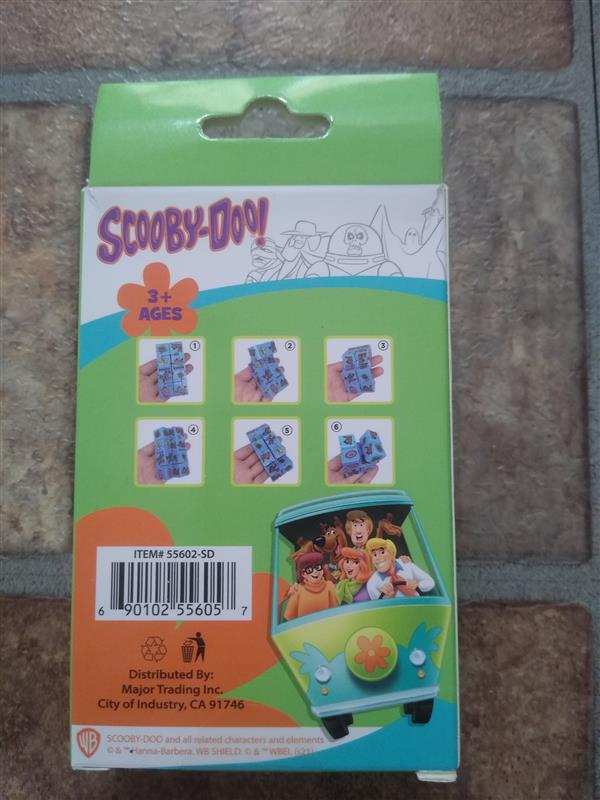 SCOOBY-DOO!
3+
AGES
1
2
3
4
5
6
ITEM# 55602-SD
6 90102 55605 7
Distributed By:
Major Trading Inc.
City of Industry, CA 91746
WB
SCOOBY-DOO and all related characters and elements
© & ™ Hanna-Barbera. WB SHIELD: © & ™ WBEI. (s21)